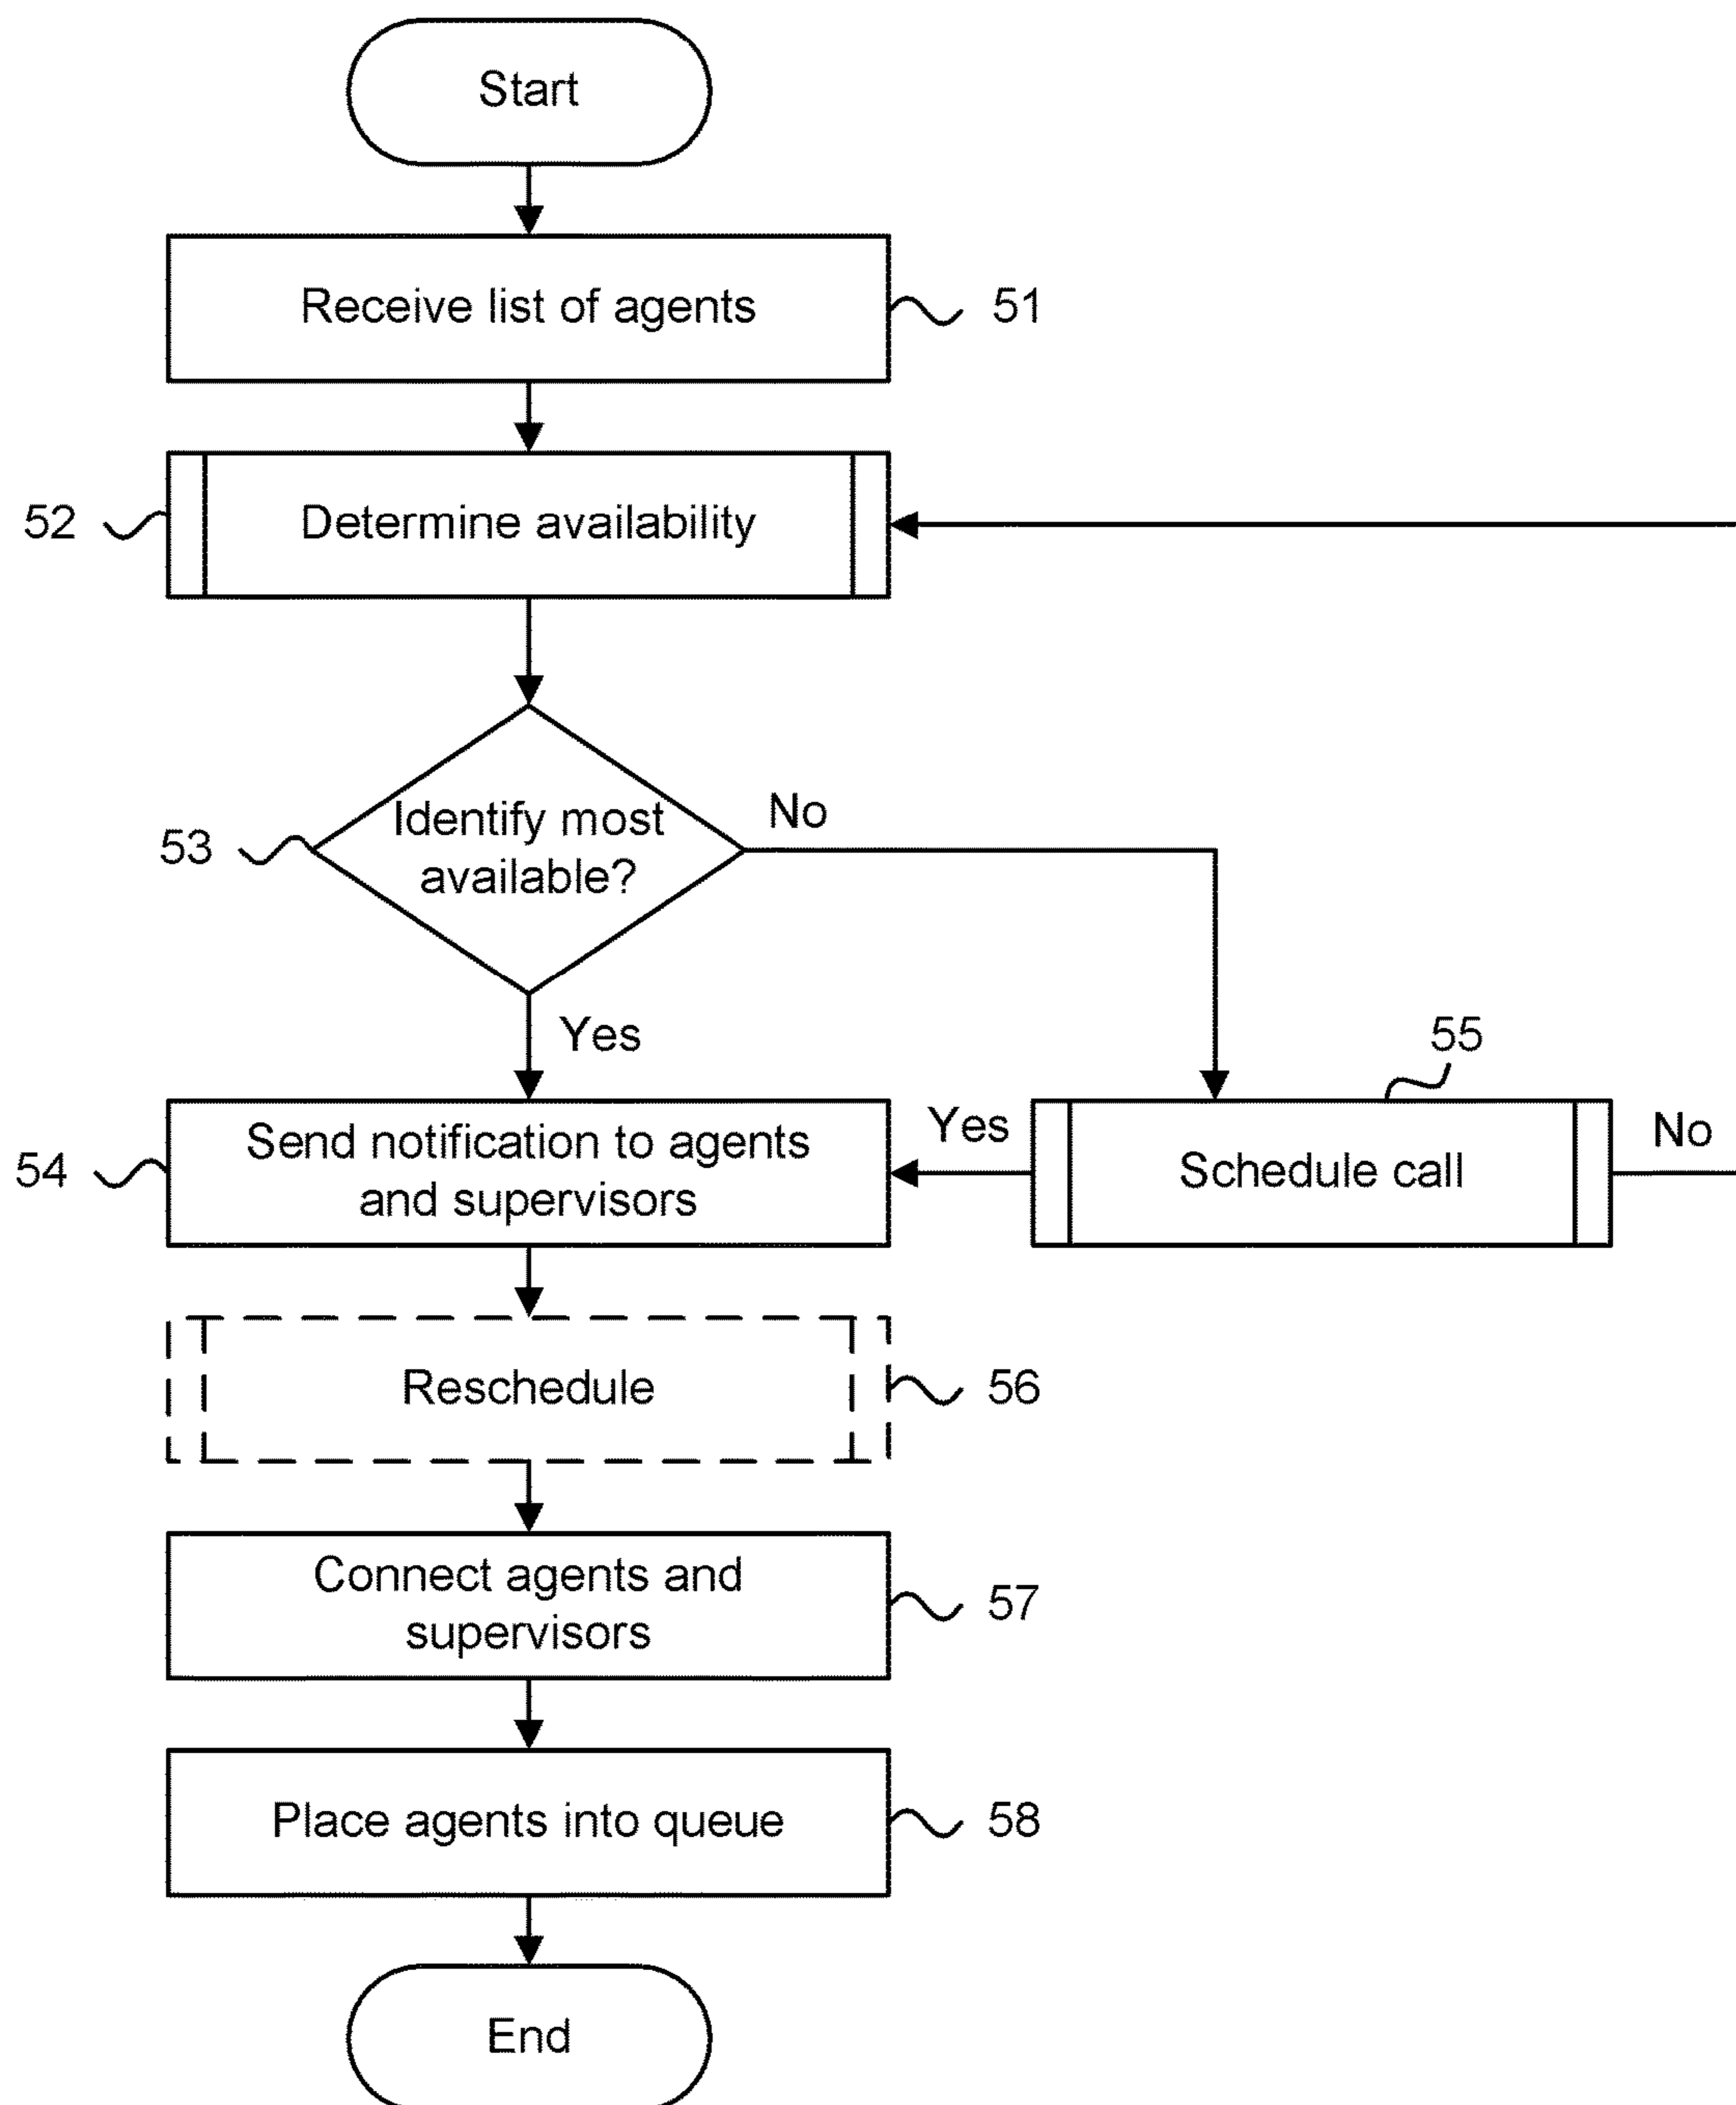 Start
Receive list of agents
51
52
Determine availability
Identify most
available?
No
53
Yes
55
Send notification to agents
and supervisors
Yes
Schedule call
No
54
Reschedule
56
Connect agents and
supervisors
57
Place agents into queue
58
End